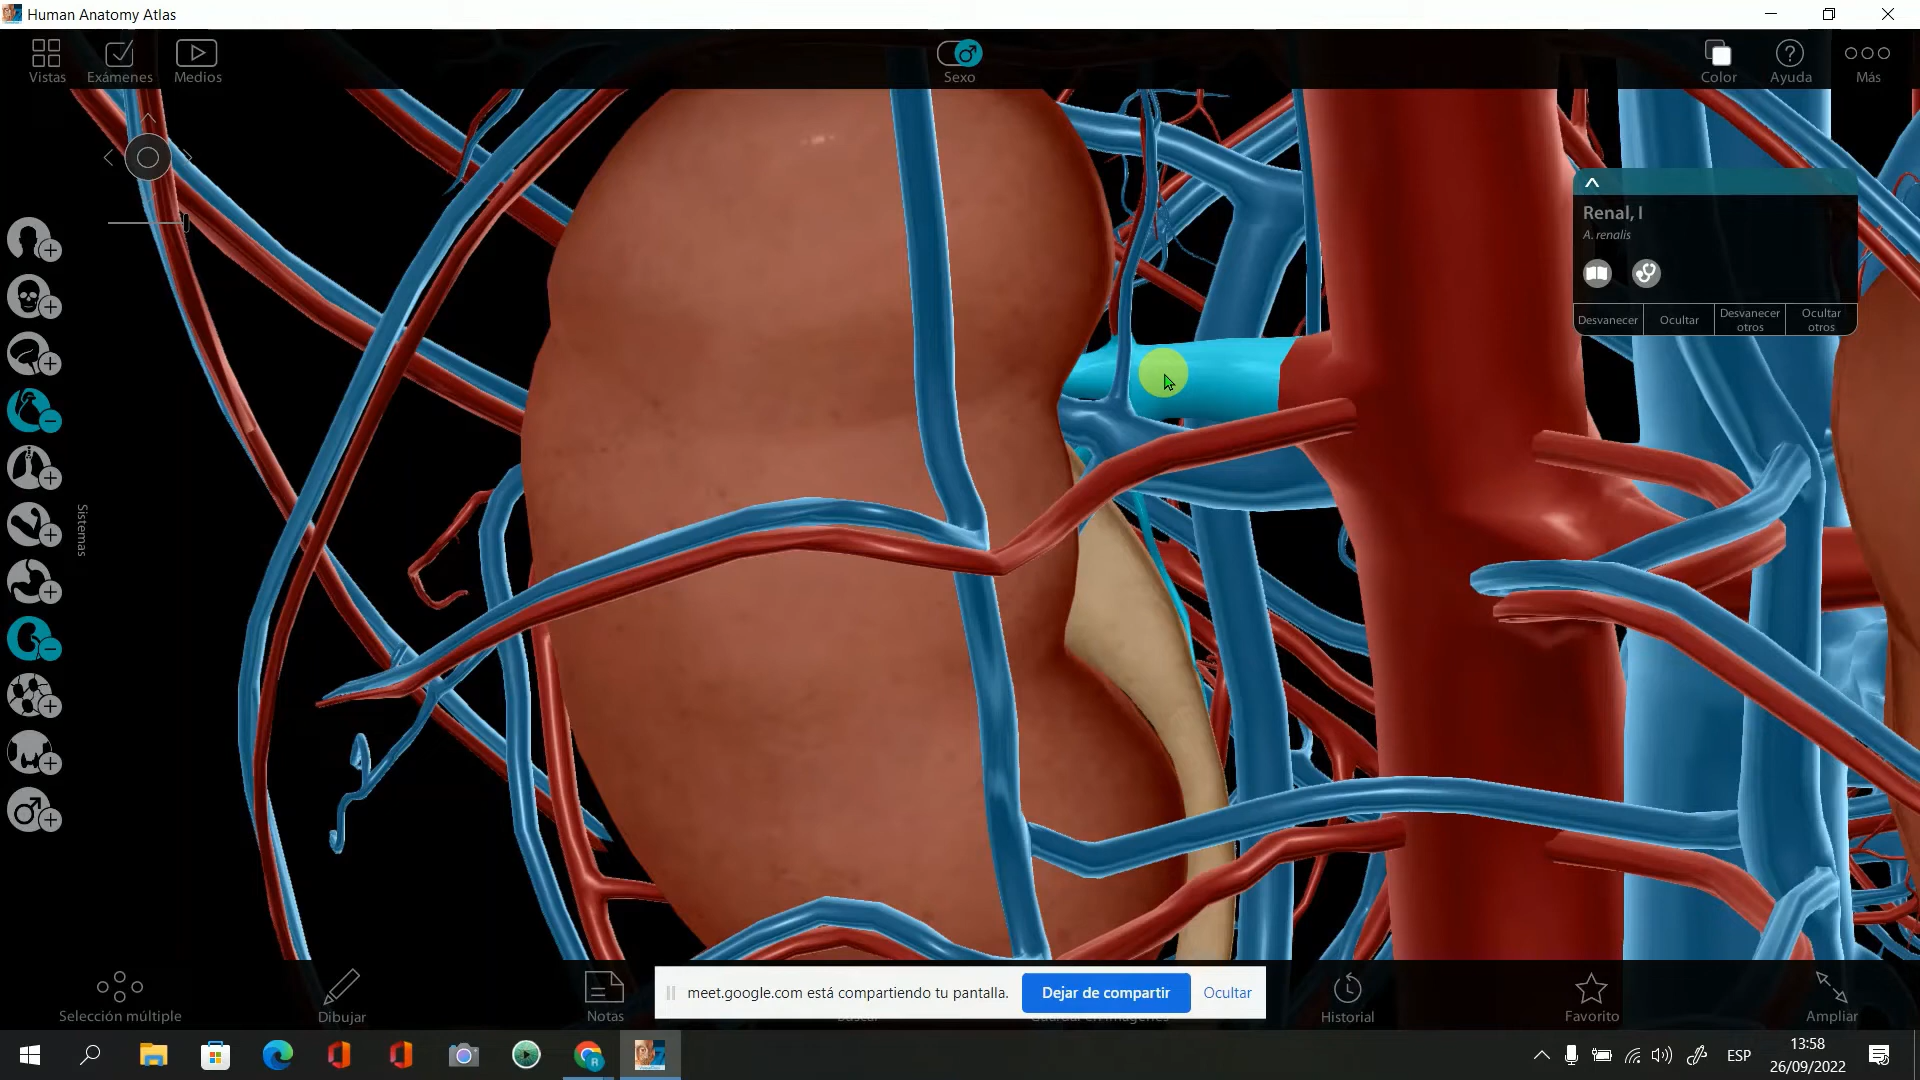 Human Anatomy Atlas
Vistas
Exámenes
Medios
Sexo
Color
Ayuda
Más
Renal, I
A. renalis
Desvanecer
Ocultar
Desvanecer
otros
Ocultar
otros
Sistemas
Selección múltiple
Dibujar
Notas
meet.google.com está compartiendo tu pantalla.
Dejar de compartir
Ocultar
Historial
Favorito
Ampliar
ESP
13:58
26/09/2022